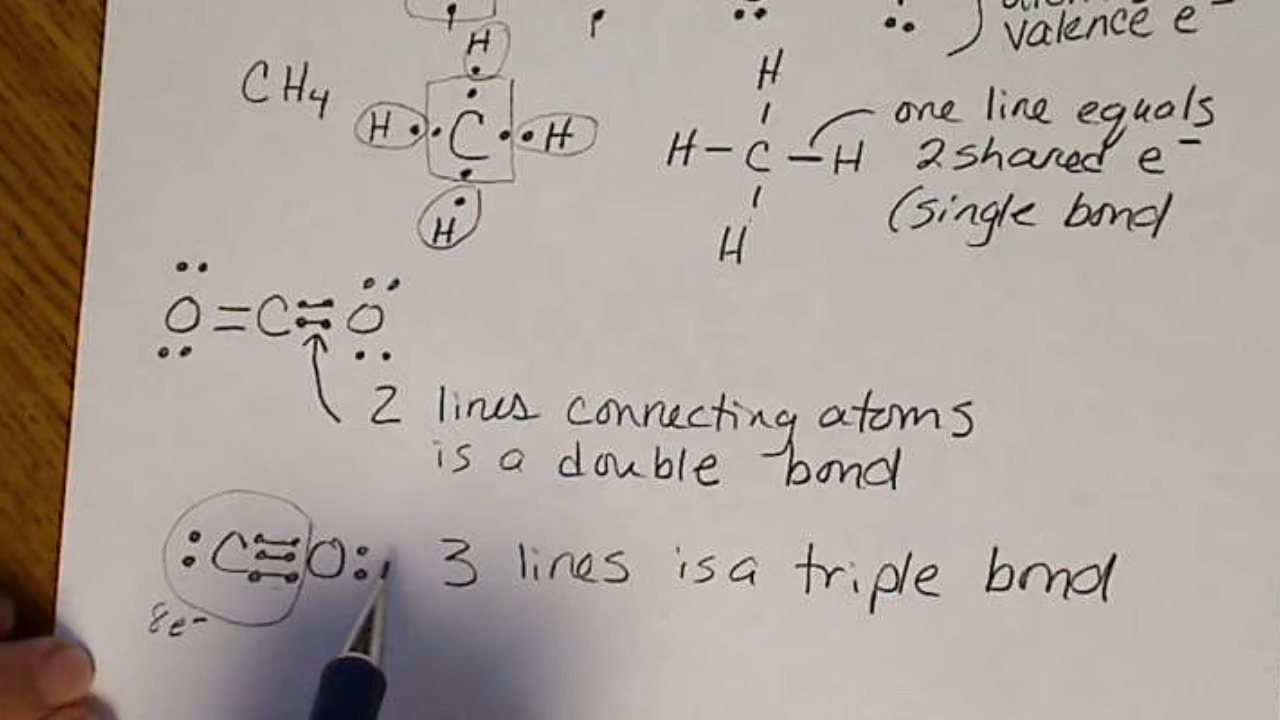 valence e⁻
H
CH4
H C H
H
H
H-C-H
H
one line equals
2 shared e⁻
(single bond
O=C=O
2 lines connecting atoms
is a double bond
:C≡O:
8e⁻
3 lines is a triple bond